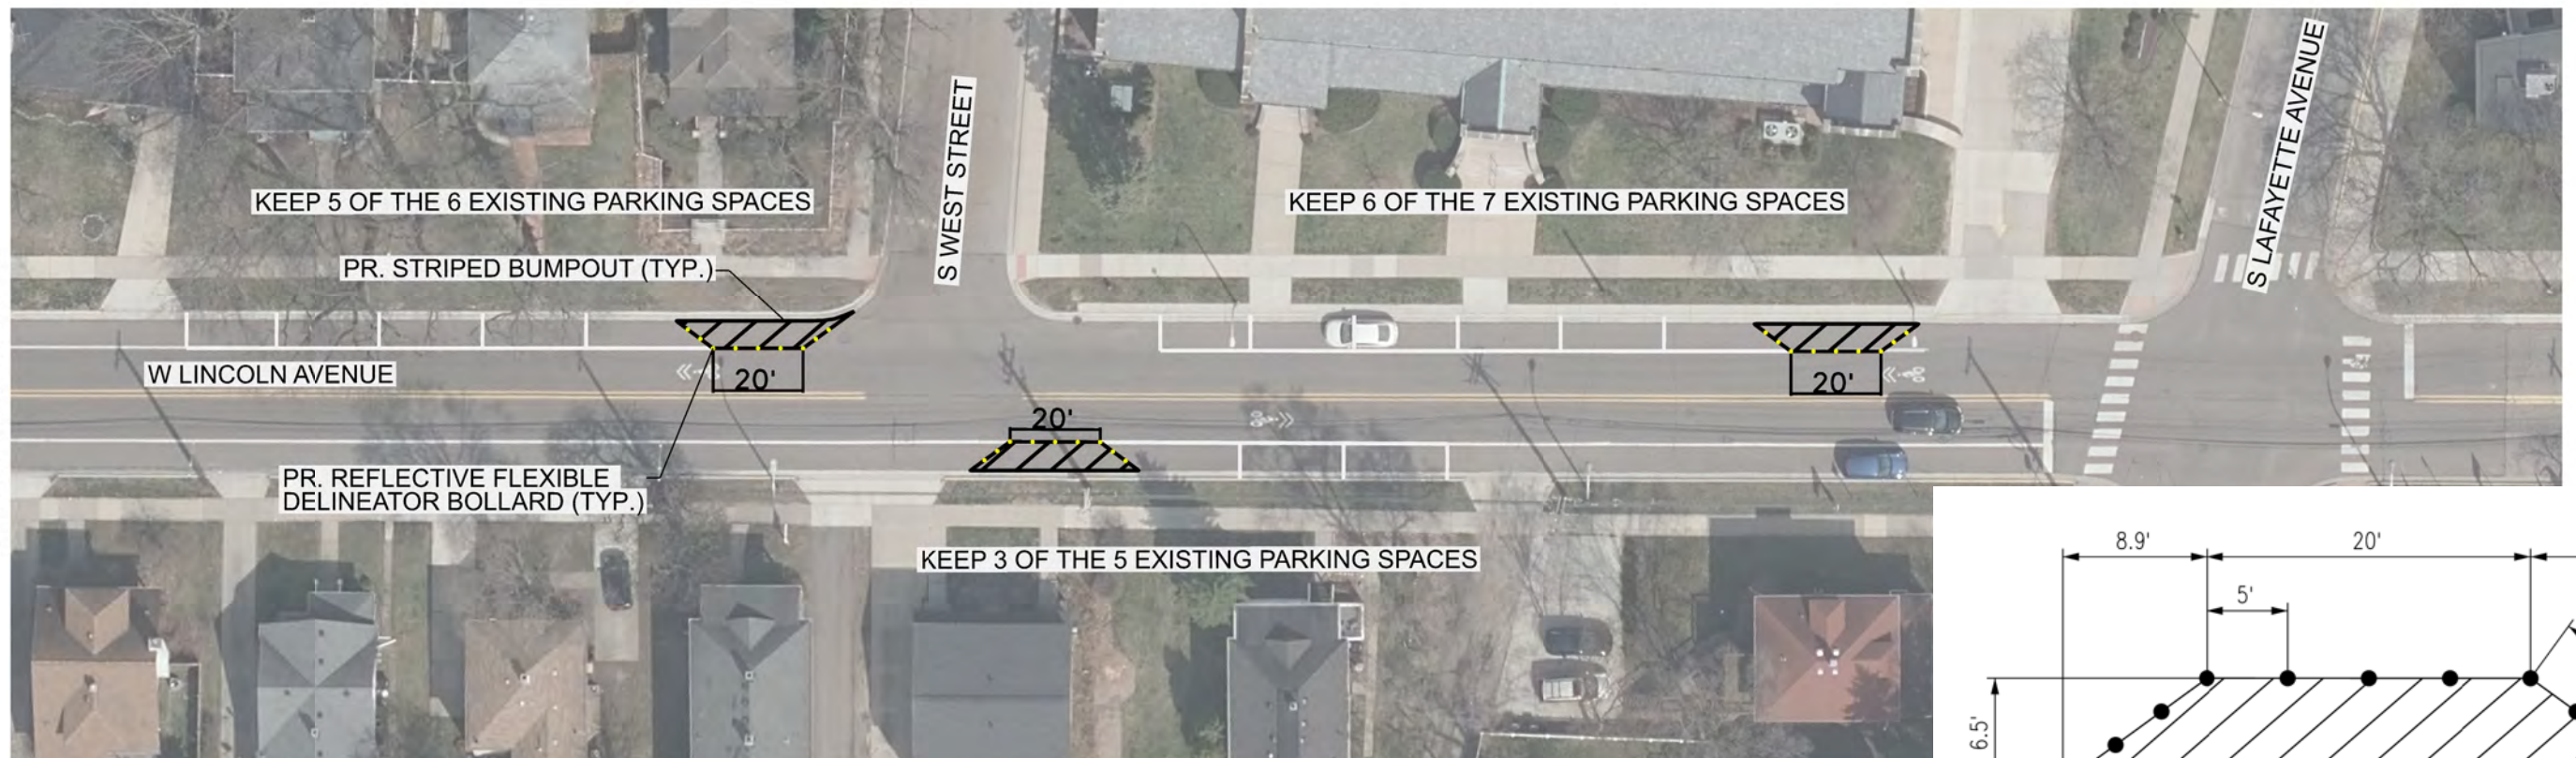 S WEST STREET
S LAFAYETTE AVENUE
KEEP 5 OF THE 6 EXISTING PARKING SPACES
KEEP 6 OF THE 7 EXISTING PARKING SPACES
PR. STRIPED BUMPOUT (TYP.)
W LINCOLN AVENUE
20'
20'
20'
PR. REFLECTIVE FLEXIBLE
DELINEATOR BOLLARD (TYP.)
KEEP 3 OF THE 5 EXISTING PARKING SPACES
8.9'
20'
5'
6.5'